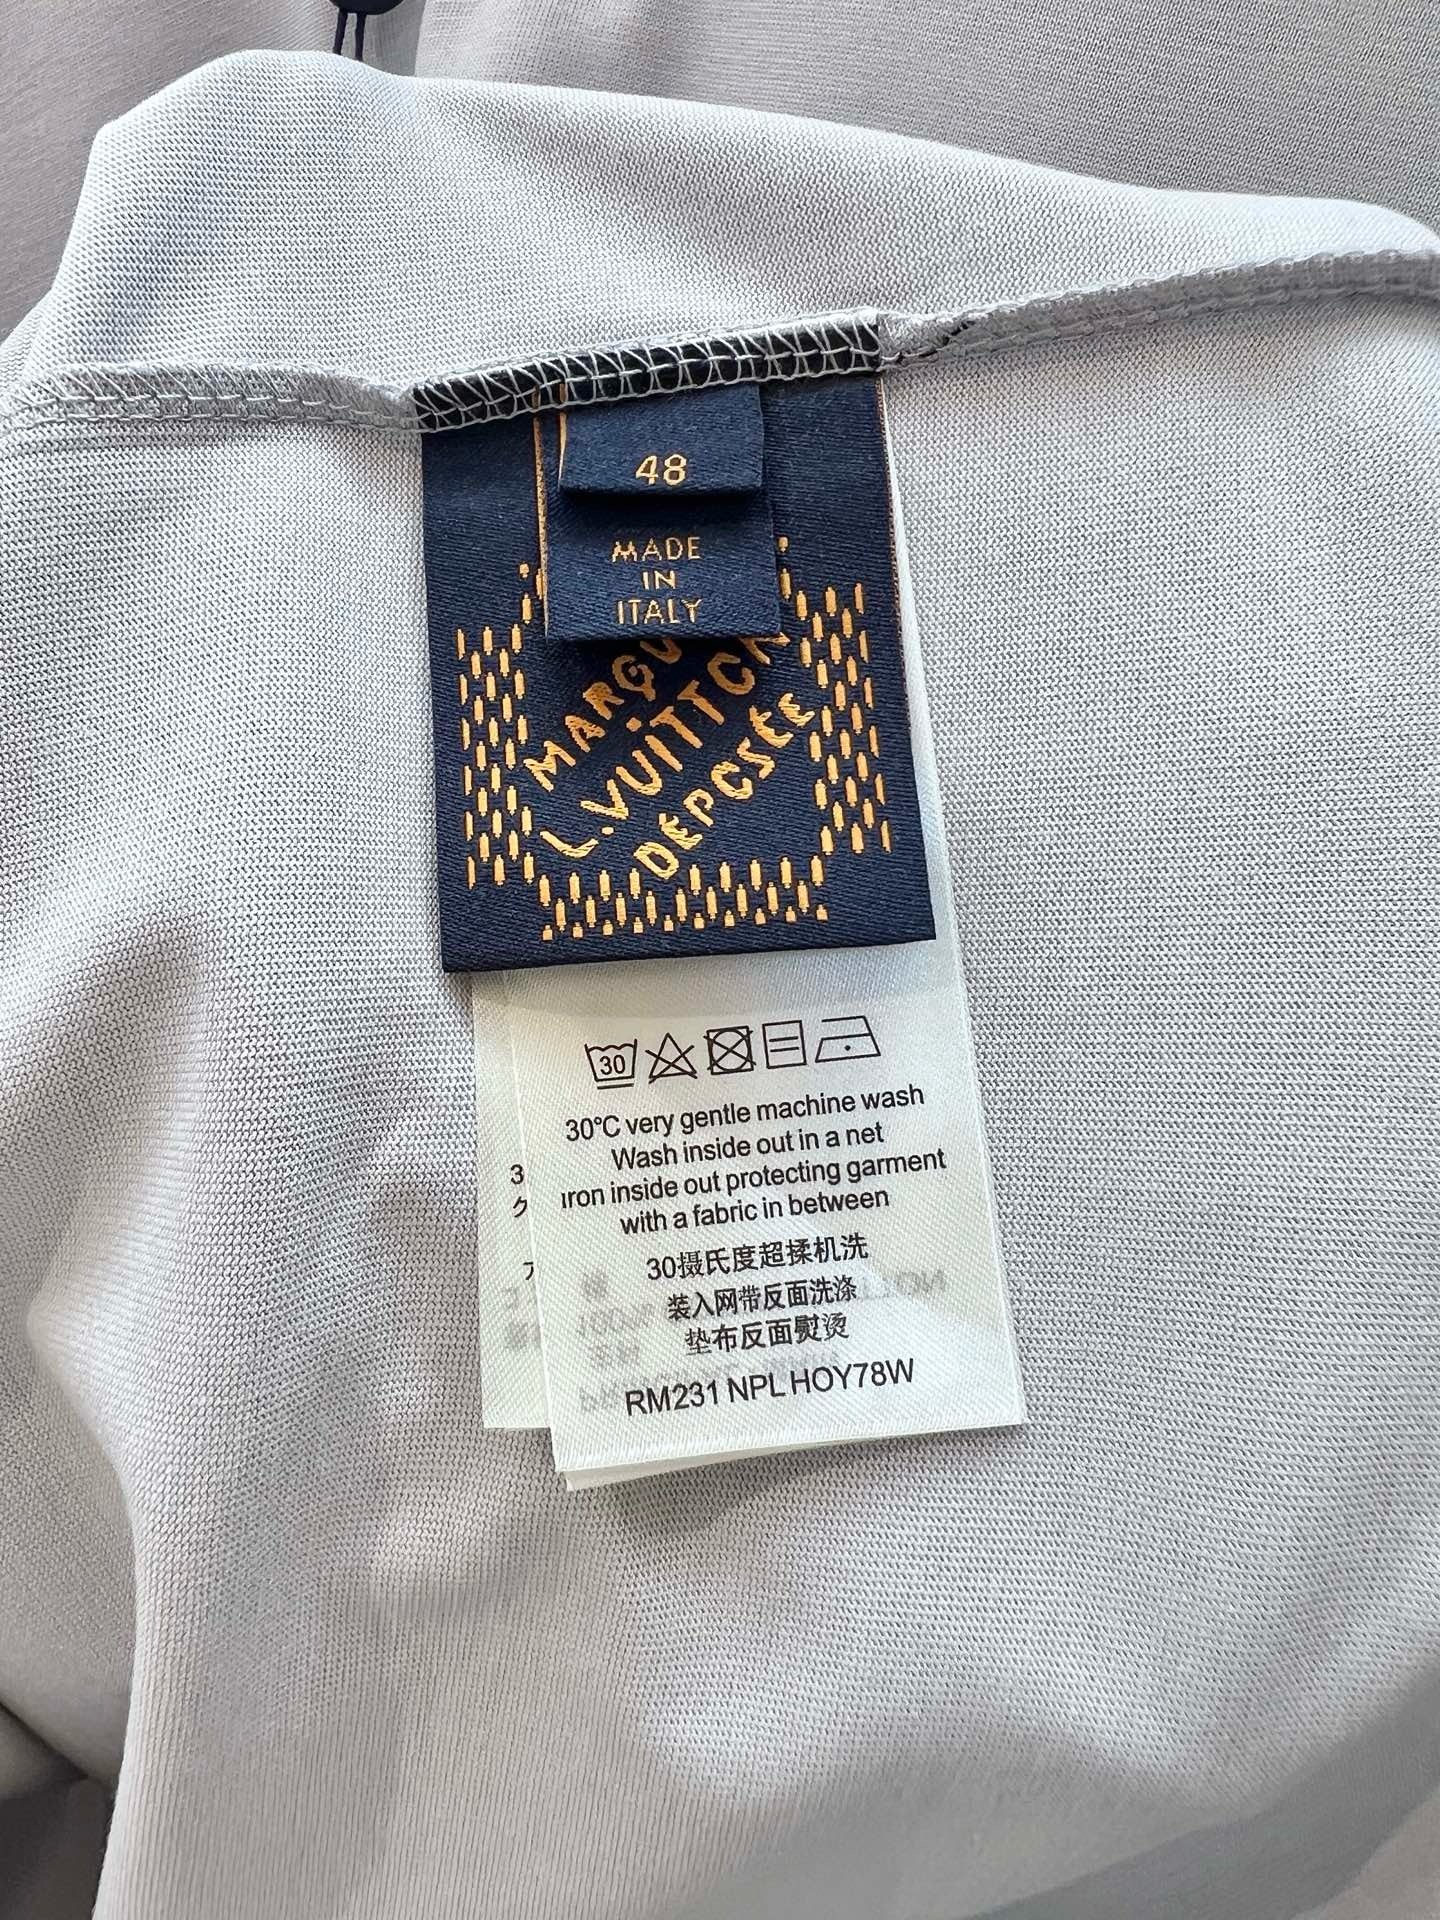 48
MADE
IN
ITALY
L.VUITTON
DEPOSÉE
30
30°C very gentle machine wash
Wash inside out in a net
Iron inside out protecting garment
with a fabric in between
30摄氏度超揉机洗
装入网带反面洗涤
垫布反面熨烫
RM231 NPL HOY78W